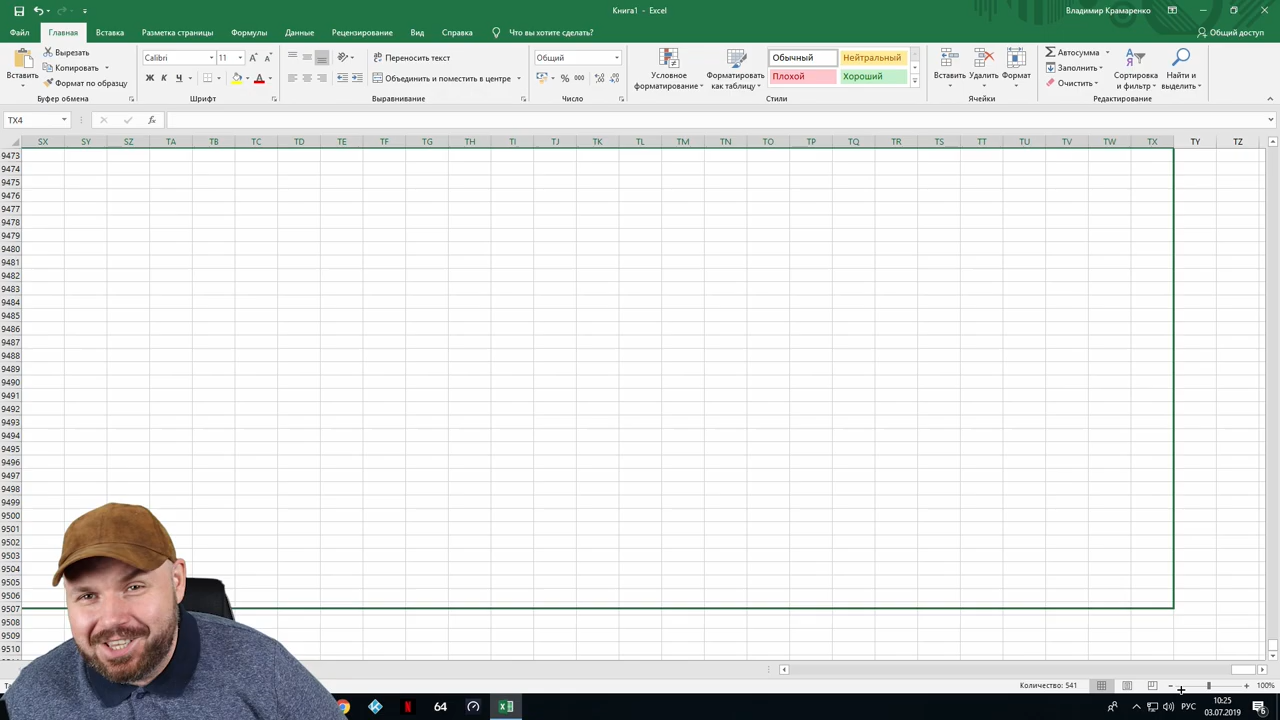 Книга1 - Excel
Владимир Крамаренко
Файл Главная Вставка Разметка страницы Формулы Данные Рецензирование Вид Справка Что вы хотите сделать? Общий доступ
Вставить
Вырезать
Копировать
Формат по образцу
Буфер обмена
Calibri 11
Ж К Ч
Шрифт
Переносить текст
Объединить и поместить в центре
Выравнивание
Общий
% 000
Число
Условное форматирование
Форматировать как таблицу
Обычный Нейтральный
Плохой Хороший
Стили
Вставить Удалить Формат
Ячейки
Автосумма
Заполнить
Очистить
Сортировка и фильтр
Найти и выделить
Редактирование
TX4 fx
SX SY SZ TA TB TC TD TE TF TG TH TI TJ TK TL TM TN TO TP TQ TR TS TT TU TV TW TX TY TZ
9473
9474
9475
9476
9477
9478
9479
9480
9481
9482
9483
9484
9485
9486
9487
9488
9489
9490
9491
9492
9493
9494
9495
9496
9497
9498
9499
9500
9501
9502
9503
9504
9505
9506
9507
9508
9509
9510
Количество: 541 100%
64 N РУС 10:25
03.07.2019